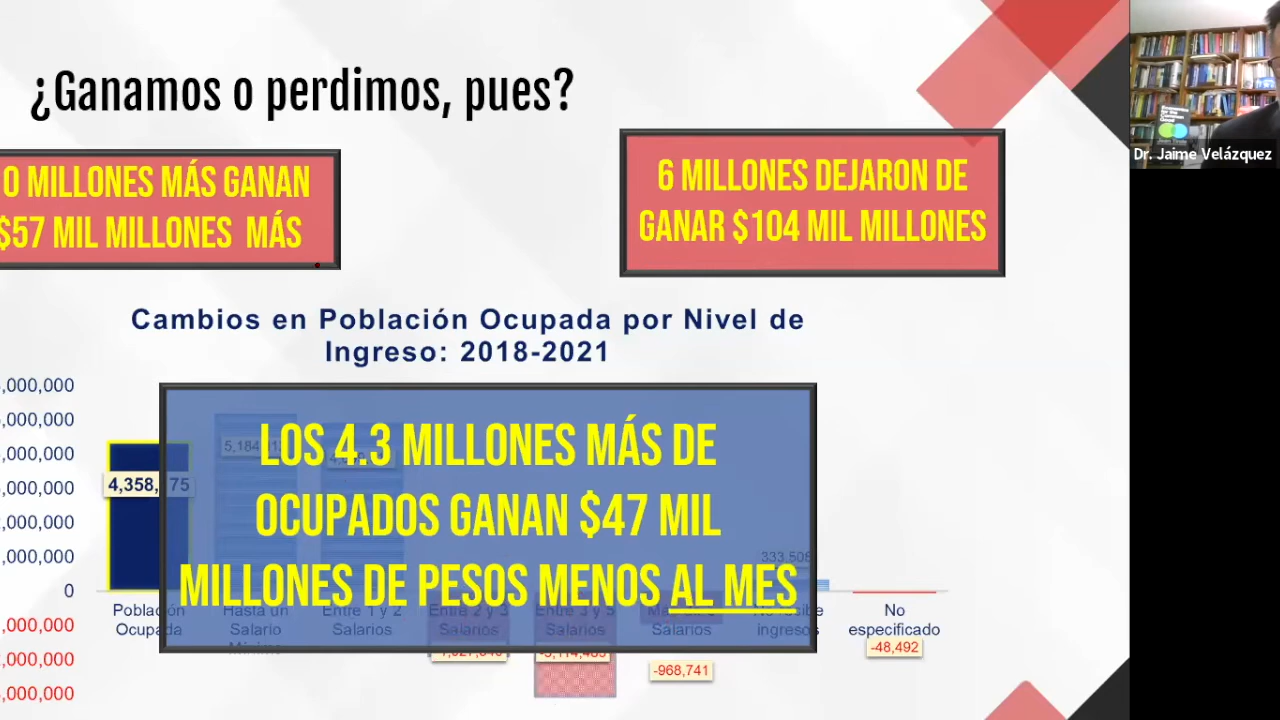 ¿Ganamos o perdimos, pues?
Dr. Jaime Velázquez
0 MILLONES MÁS GANAN
$57 MIL MILLONES MÁS
6 MILLONES DEJARON DE
GANAR $104 MIL MILLONES
Cambios en Población Ocupada por Nivel de
Ingreso: 2018-2021
,000,000
,000,000
,000,000
,000,000
,000,000
,000,000
0
,000,000
,000,000
,000,000
4,358,175
LOS 4.3 MILLONES MÁS DE
OCUPADOS GANAN $47 MIL
MILLONES DE PESOS MENOS AL MES
333,506
Población
Ocupada
Hasta un
Salario
Mínimo
Entre 1 y 2
Salarios
Entre 2 y 3
Salarios
Entre 3 y 5
Salarios
Salarios
No recibe
ingresos
No
especificado
-968,741
-48,492